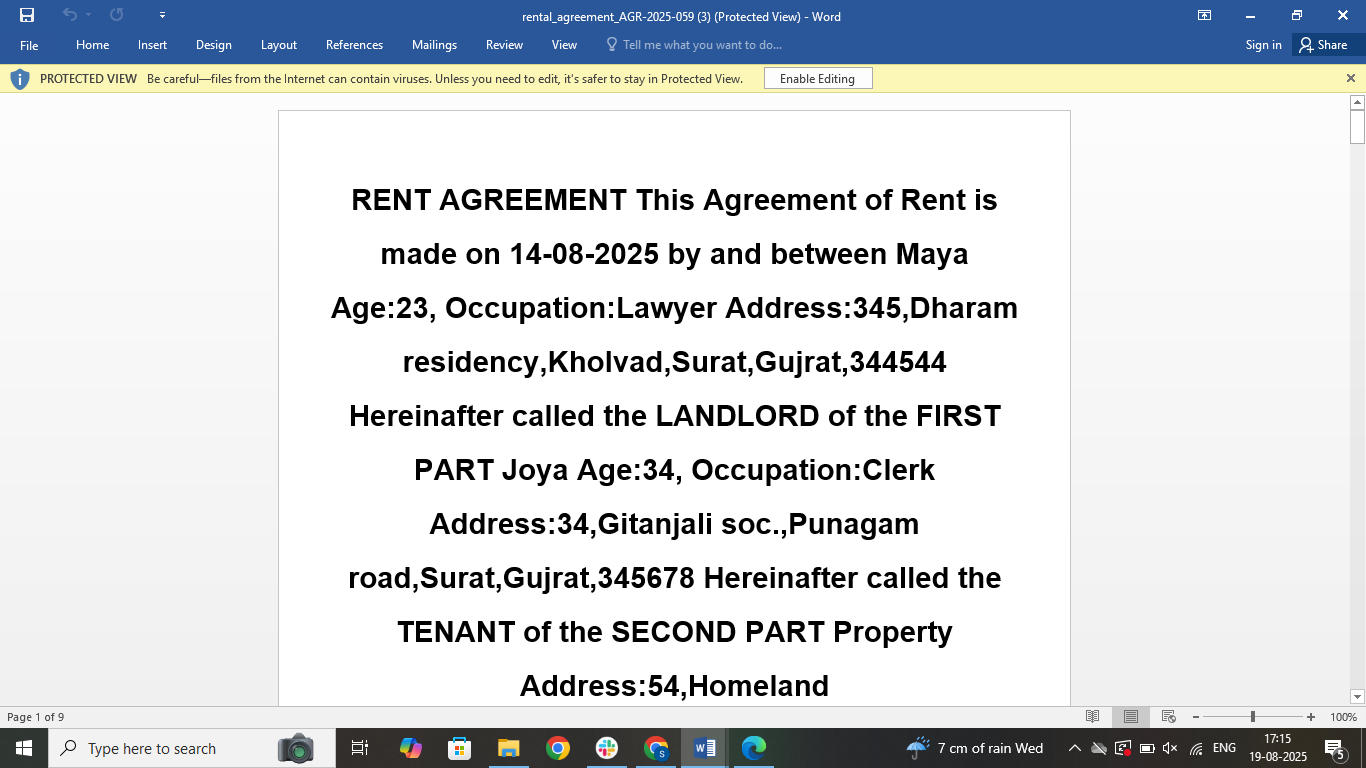 rental_agreement_AGR-2025-059 (3) (Protected View) - Word
File Home Insert Design Layout References Mailings Review View Tell me what you want to do... Sign in Share
PROTECTED VIEW Be careful—files from the Internet can contain viruses. Unless you need to edit, it's safer to stay in Protected View. Enable Editing
RENT AGREEMENT This Agreement of Rent is
made on 14-08-2025 by and between Maya
Age:23, Occupation:Lawyer Address:345,Dharam
residency,Kholvad,Surat,Gujrat,344544
Hereinafter called the LANDLORD of the FIRST
PART Joya Age:34, Occupation:Clerk
Address:34,Gitanjali soc.,Punagam
road,Surat,Gujrat,345678 Hereinafter called the
TENANT of the SECOND PART Property
Address:54,Homeland
Page 1 of 9 100%
Type here to search 7 cm of rain Wed ENG 17:15
19-08-2025 5